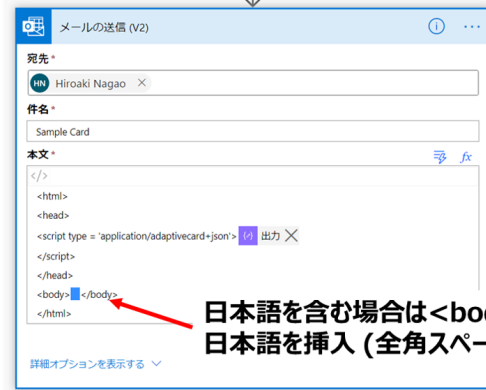 メールの送信 (V2)
宛先*
HN Hiroaki Nagao
件名*
Sample Card
本文*
fx
</>
<html>
<head>
<script type = 'application/adaptivecard+json'> 出力
</script>
</head>
<body> </body>
</html>
日本語を含む場合は<bo
日本語を挿入 (全角スペー
詳細オプションを表示する